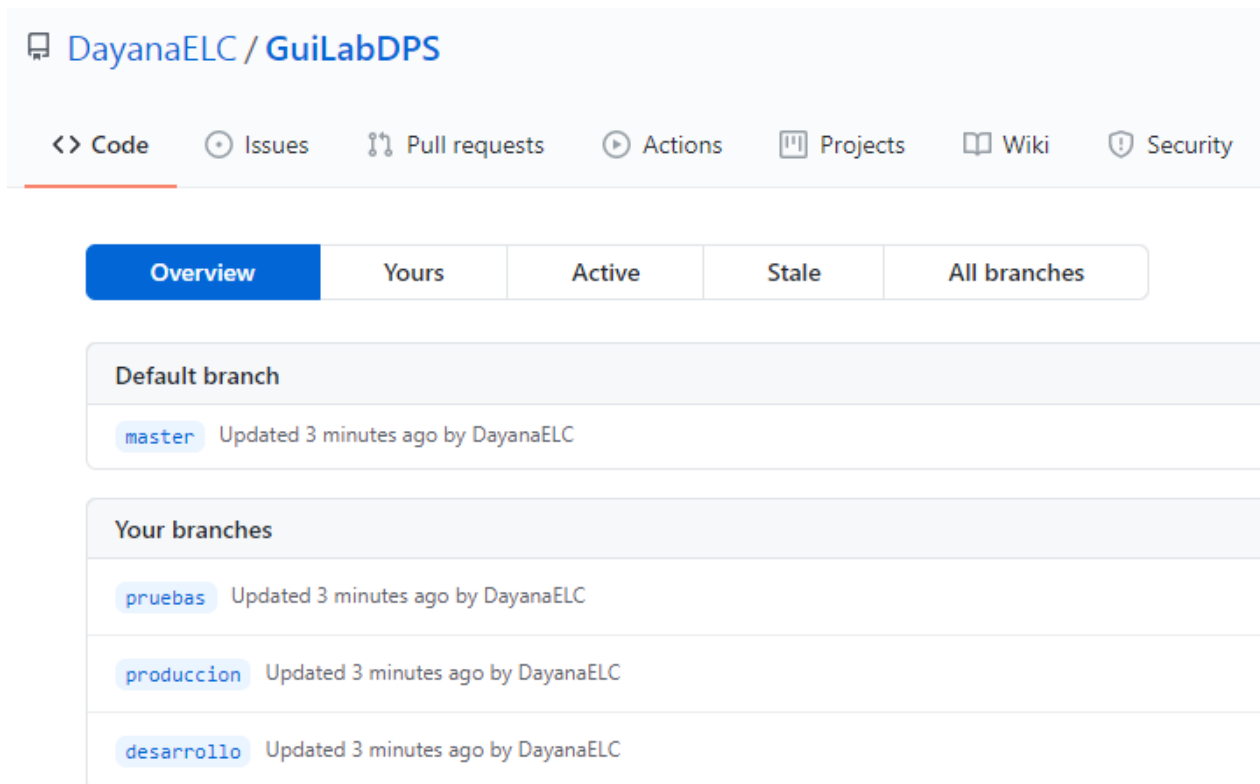 DayanaELC / GuiLabDPS
Code Issues Pull requests Actions Projects Wiki Security
Overview Yours Active Stale All branches
Default branch
master Updated 3 minutes ago by DayanaELC
Your branches
pruebas Updated 3 minutes ago by DayanaELC
produccion Updated 3 minutes ago by DayanaELC
desarrollo Updated 3 minutes ago by DayanaELC